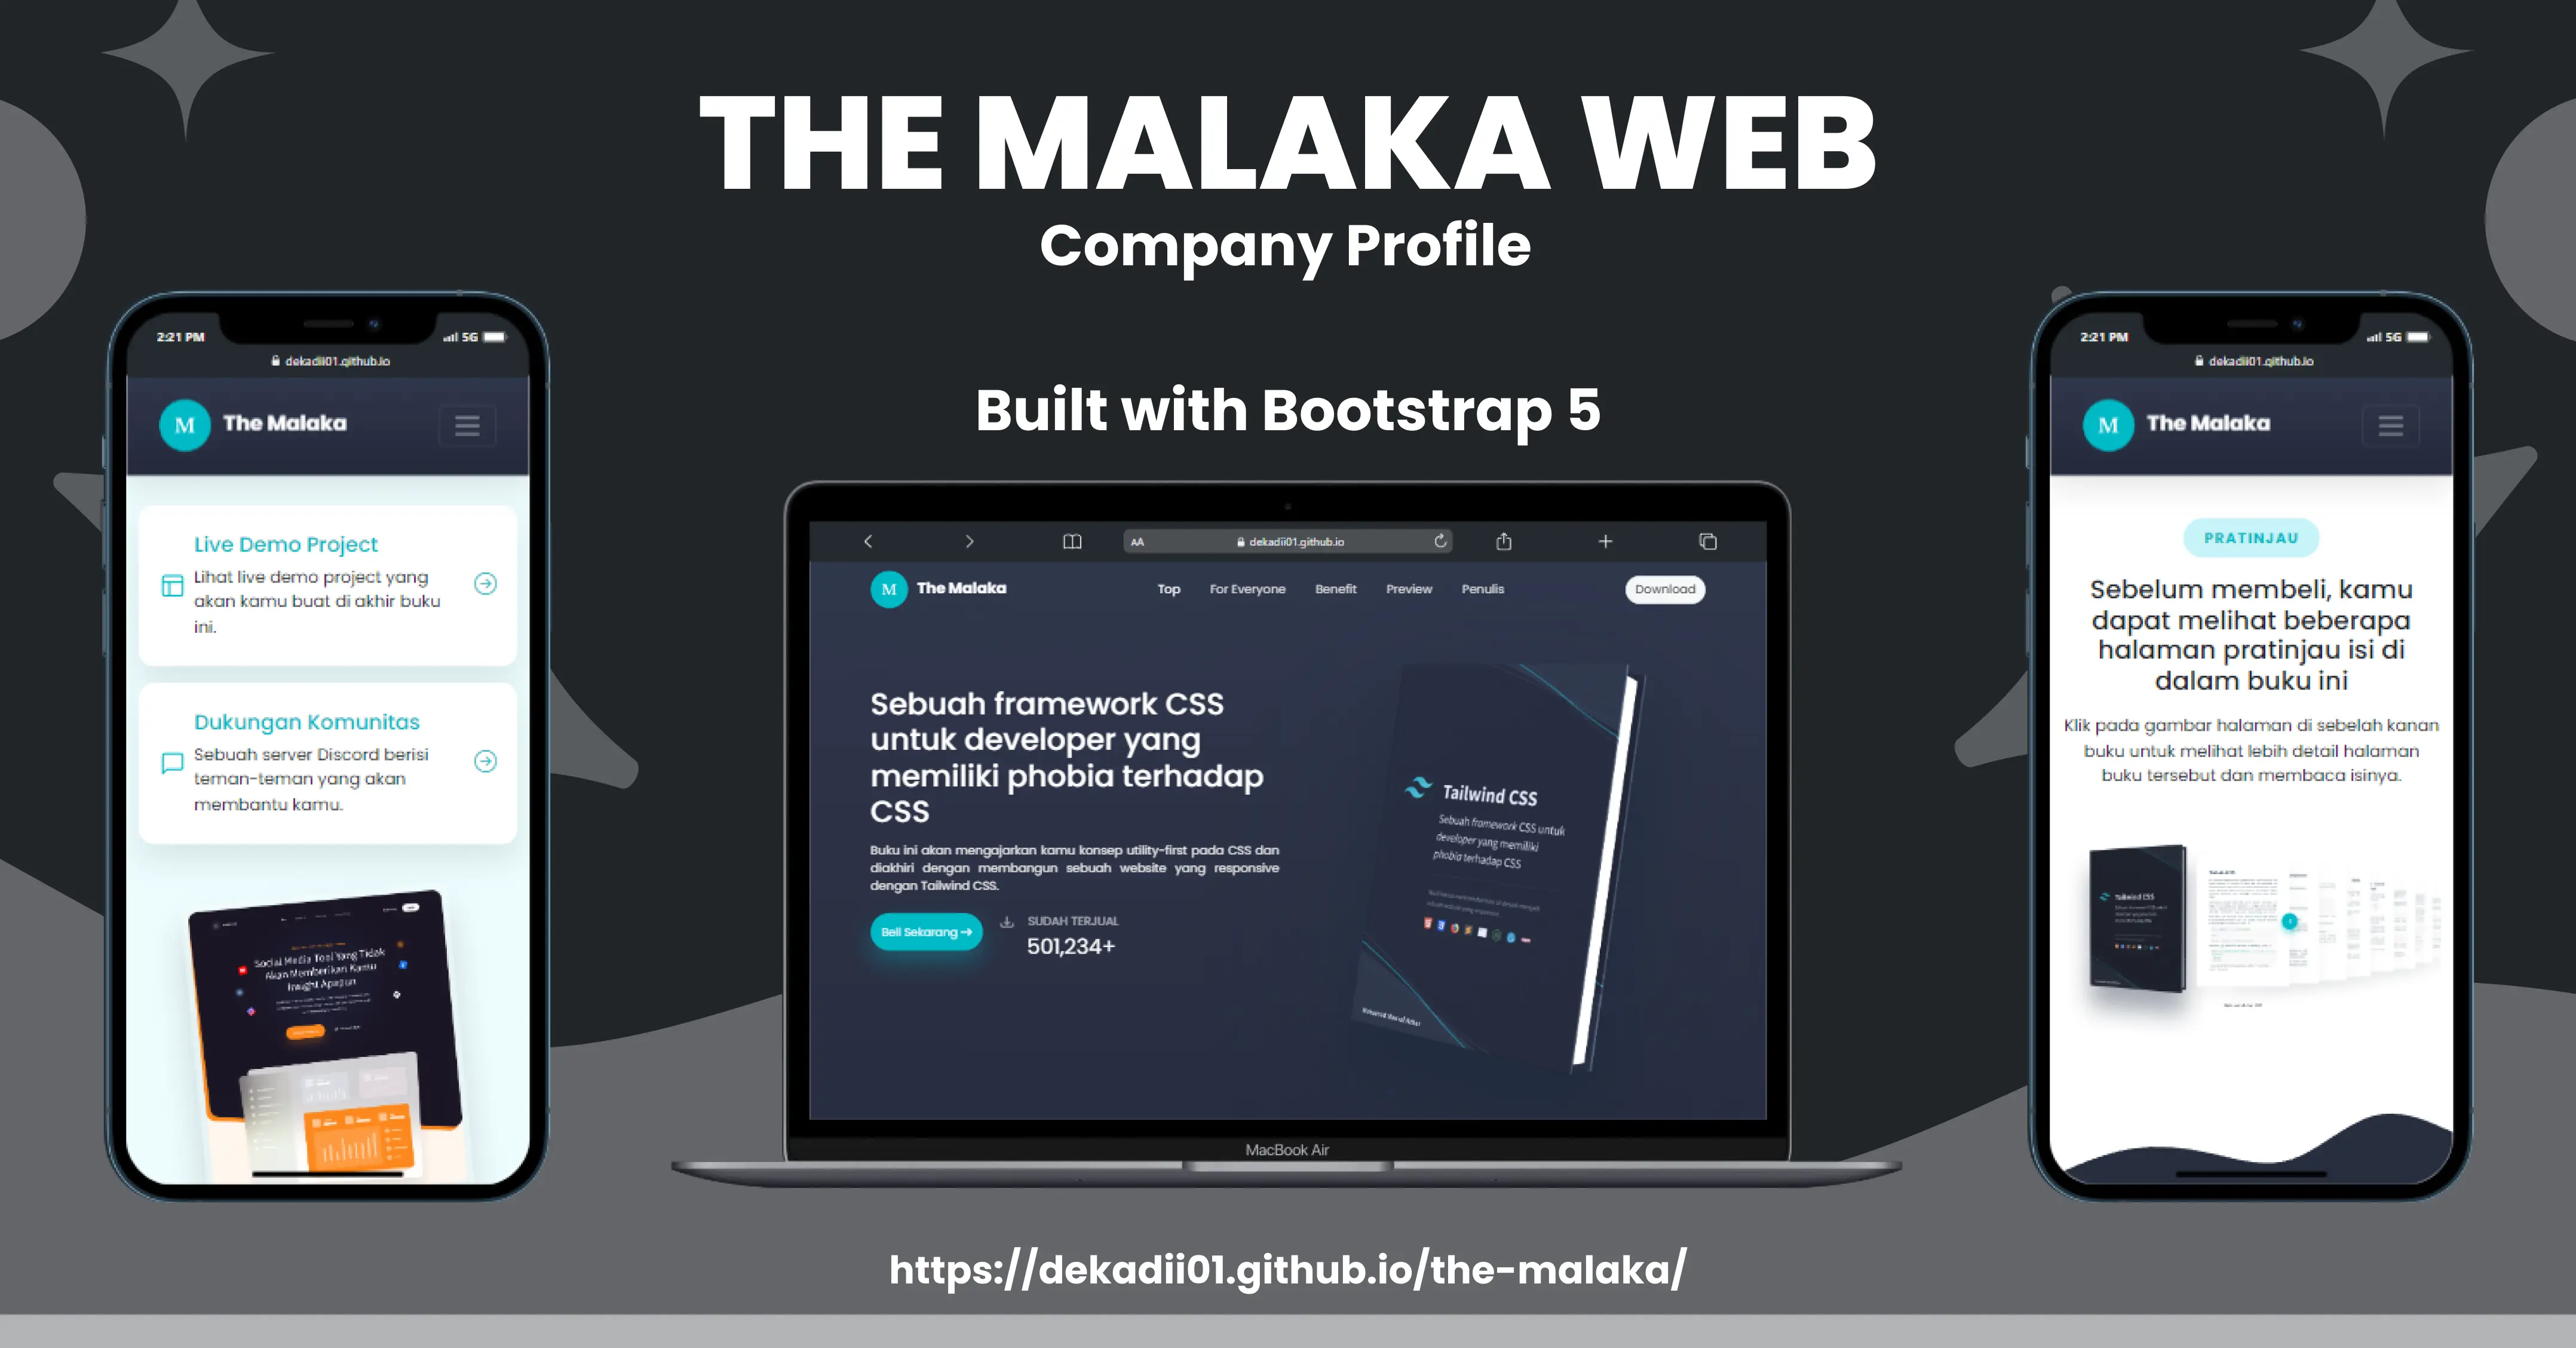 THE MALAKA WEB
Company Profile
Built with Bootstrap 5
2:21 PM
5G
dekadii01.github.io
M The Malaka
Live Demo Project
Lihat live demo project yang
akan kamu buat di akhir buku
ini.
Dukungan Komunitas
Sebuah server Discord berisi
teman-teman yang akan
membantu kamu.
Social Media Tool Yang Tidak
Akan Memberikan Kamu
Insight Apapun
AA dekadii01.github.io
M The Malaka Top For Everyone Benefit Preview Penulis Download
Sebuah framework CSS
untuk developer yang
memiliki phobia terhadap
CSS
Buku ini akan mengajarkan kamu konsep utility-first pada CSS dan
diakhiri dengan membangun sebuah website yang responsive
dengan Tailwind CSS.
Beli Sekarang →
SUDAH TERJUAL
501,234+
Tailwind CSS
Sebuah framework CSS untuk
developer yang memiliki
phobia terhadap CSS
MacBook Air
2:21 PM
5G
dekadii01.github.io
M The Malaka
PRATINJAU
Sebelum membeli, kamu
dapat melihat beberapa
halaman pratinjau isi di
dalam buku ini
Klik pada gambar halaman di sebelah kanan
buku untuk melihat lebih detail halaman
buku tersebut dan membaca isinya.
Tailwind CSS
https://dekadii01.github.io/the-malaka/